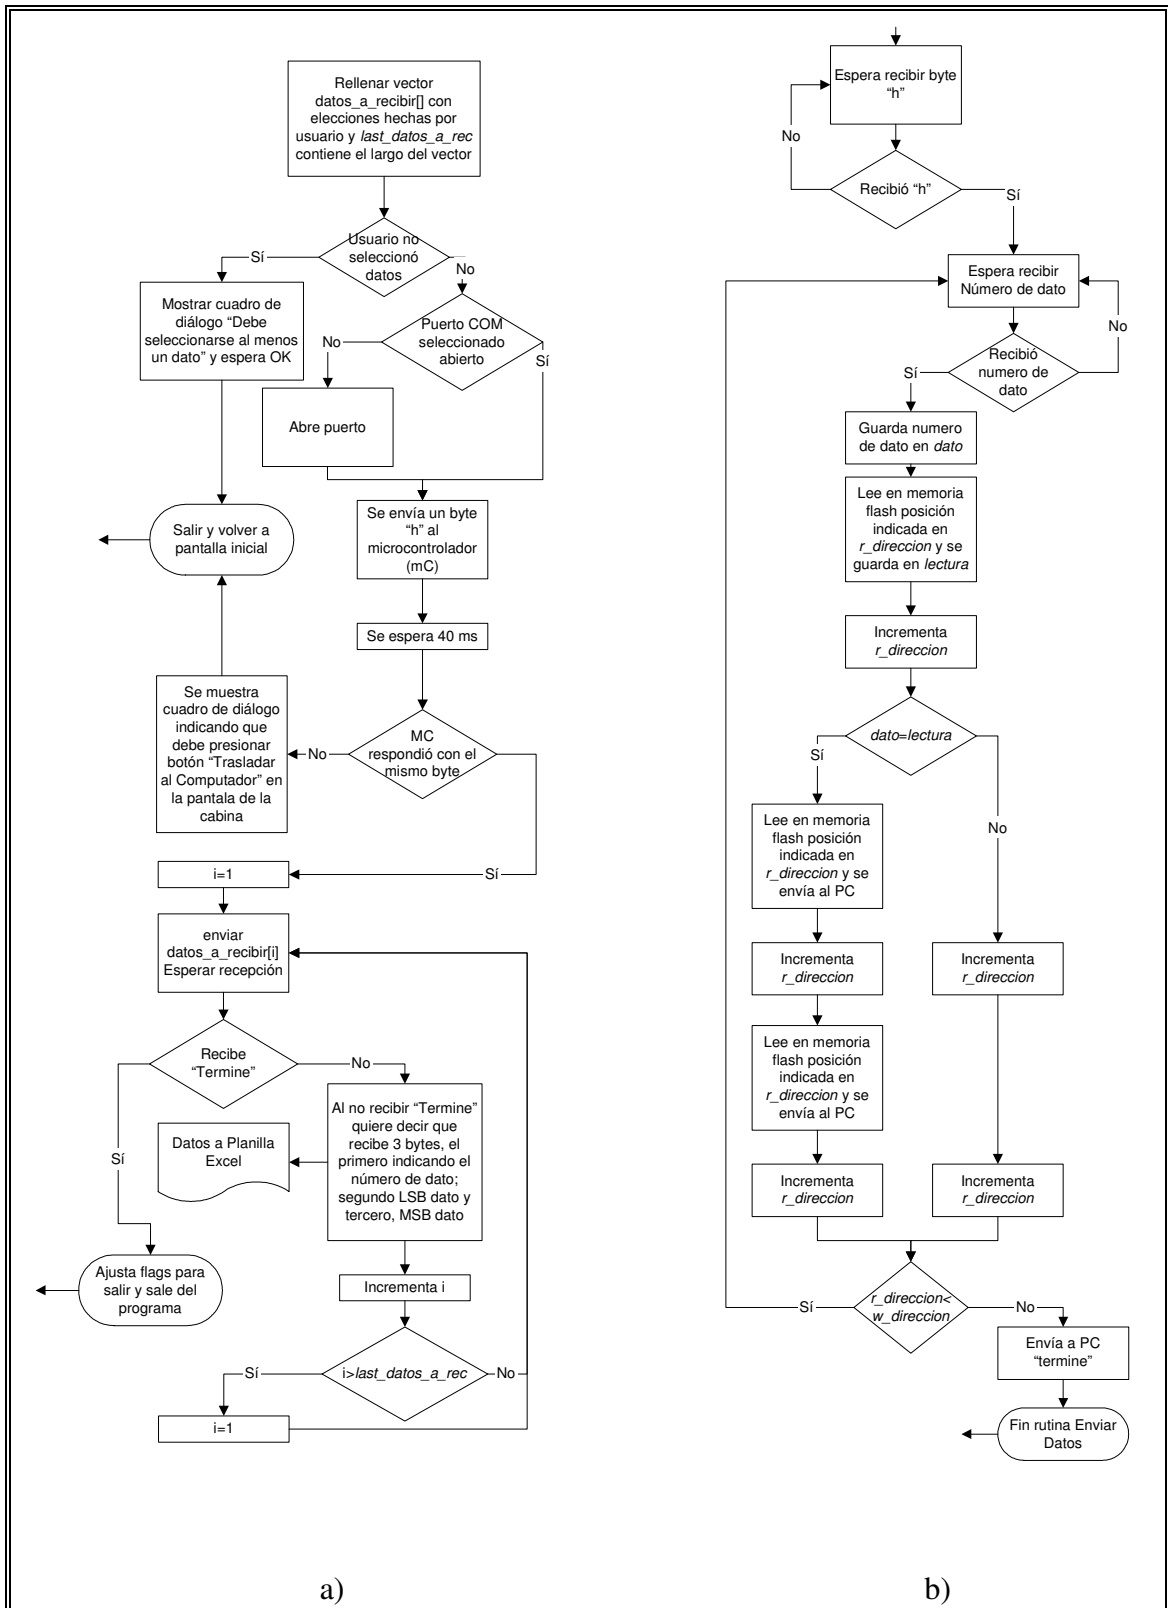 Rellenar vector
datos_a_recibir[] con
elecciones hechas por
usuario y last_datos_a_rec
contiene el largo del vector
Usuario no
seleccionó
datos
Sí
No
Mostrar cuadro de
diálogo “Debe
seleccionarse al menos
un dato” y espera OK
Puerto COM
seleccionado
abierto
No
Sí
Abre puerto
Salir y volver a
pantalla inicial
Se envía un byte
“h” al
microcontrolador
(mC)
Se espera 40 ms
Se muestra
cuadro de diálogo
indicando que
debe presionar
botón “Trasladar
al Computador” en
la pantala de la
cabina
MC
respondió con el
mismo byte
No
Sí
i=1
enviar
datos_a_recibir[i]
Esperar recepción
Recibe
“Termine”
No
Sí
Al no recibir “Termine”
quiere decir que
recibe 3 bytes, el
primero indicando el
número de dato;
segundo LSB dato y
tercero, MSB dato
Datos a Planilla
Excel
Ajusta flags para
salir y sale del
programa
Incrementa i
i>last_datos_a_rec
Sí
No
i=1
a)
Espera recibir byte
“h”
No
Recibió “h”
Sí
Espera recibir
Número de dato
No
Recibió
numero de
dato
Sí
Guarda numero
de dato en dato
Lee en memoria
flash posición
indicada en
r_direccion y se
guarda en lectura
Incrementa
r_direccion
dato=lectura
Sí
No
Lee en memoria
flash posición
indicada en
r_direccion y se
envía al PC
Incrementa
r_direccion
Incrementa
r_direccion
Lee en memoria
flash posición
indicada en
r_direccion y se
envía al PC
Incrementa
r_direccion
Incrementa
r_direccion
r_direccion<
w_direccion
Sí
No
Envía a PC
“termine”
Fin rutina Enviar
Datos
b)